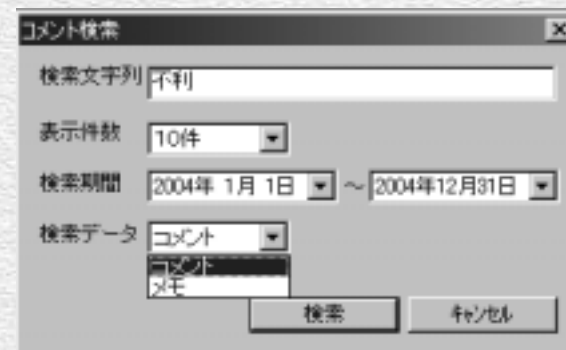 コメント検索
検索文字列 不利
表示件数 10件
検索期間 2004年 1月 1日 ～ 2004年12月31日
検索データ コメント
コメント
メモ
検索 キャンセル